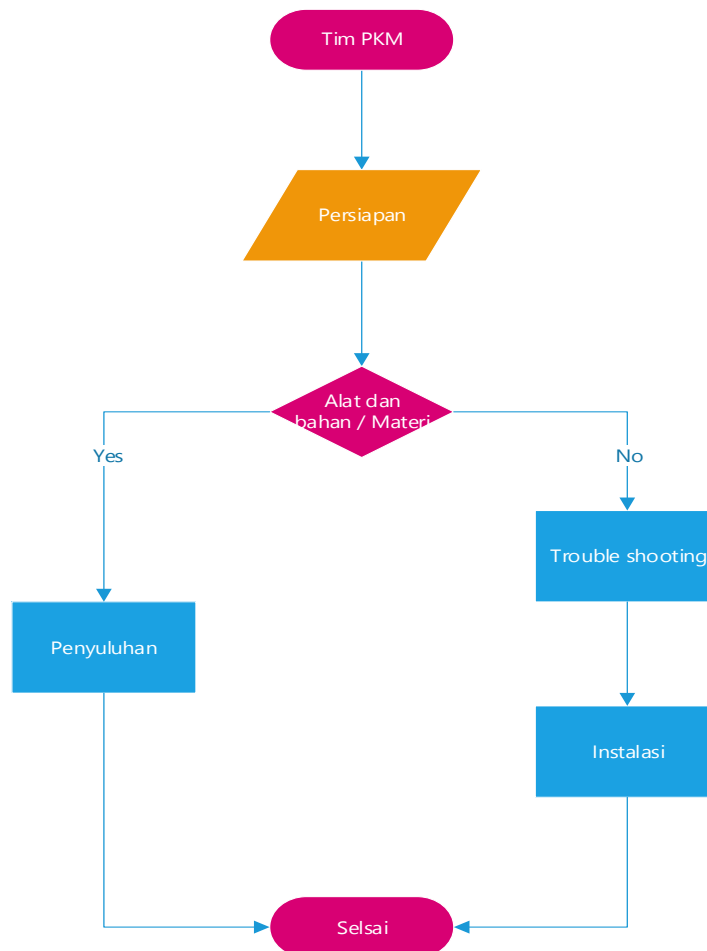 Tim PKM
Persiapan
Alat dan
bahan / Materi
Yes
No
Trouble shooting
Penyuluhan
Instalasi
Selsai